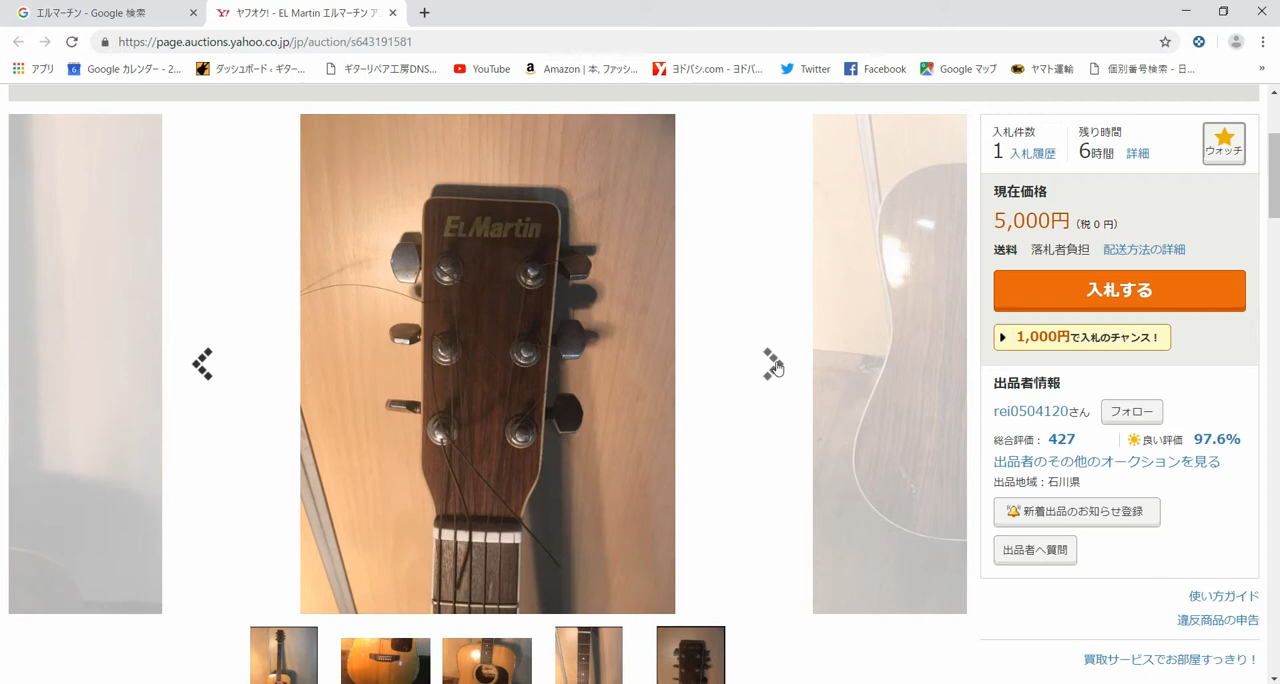 エルマーチン - Google 検索
ヤフオク! - EL Martin エルマーチン ア
https://page.auctions.yahoo.co.jp/jp/auction/s643191581
アプリ
Google カレンダー - 2...
ダッシュボード ‹ ギター...
ギターリペア工房DNS...
YouTube
Amazon | 本, ファッシ...
ヨドバシ.com - ヨドバ...
Twitter
Facebook
Google マップ
ヤマト運輸
個別番号検索 - 日...
»
EL Martin
入札件数
1 入札履歴
残り時間
6時間 詳細
ウォッチ
現在価格
5,000円 (税 0 円)
送料 落札者負担 配送方法の詳細
入札する
1,000円で入札のチャンス!
出品者情報
rei0504120さん フォロー
総合評価: 427 良い評価 97.6%
出品者のその他のオークションを見る
出品地域:石川県
新着出品のお知らせ登録
出品者へ質問
使い方ガイド
違反商品の申告
買取サービスでお部屋すっきり!